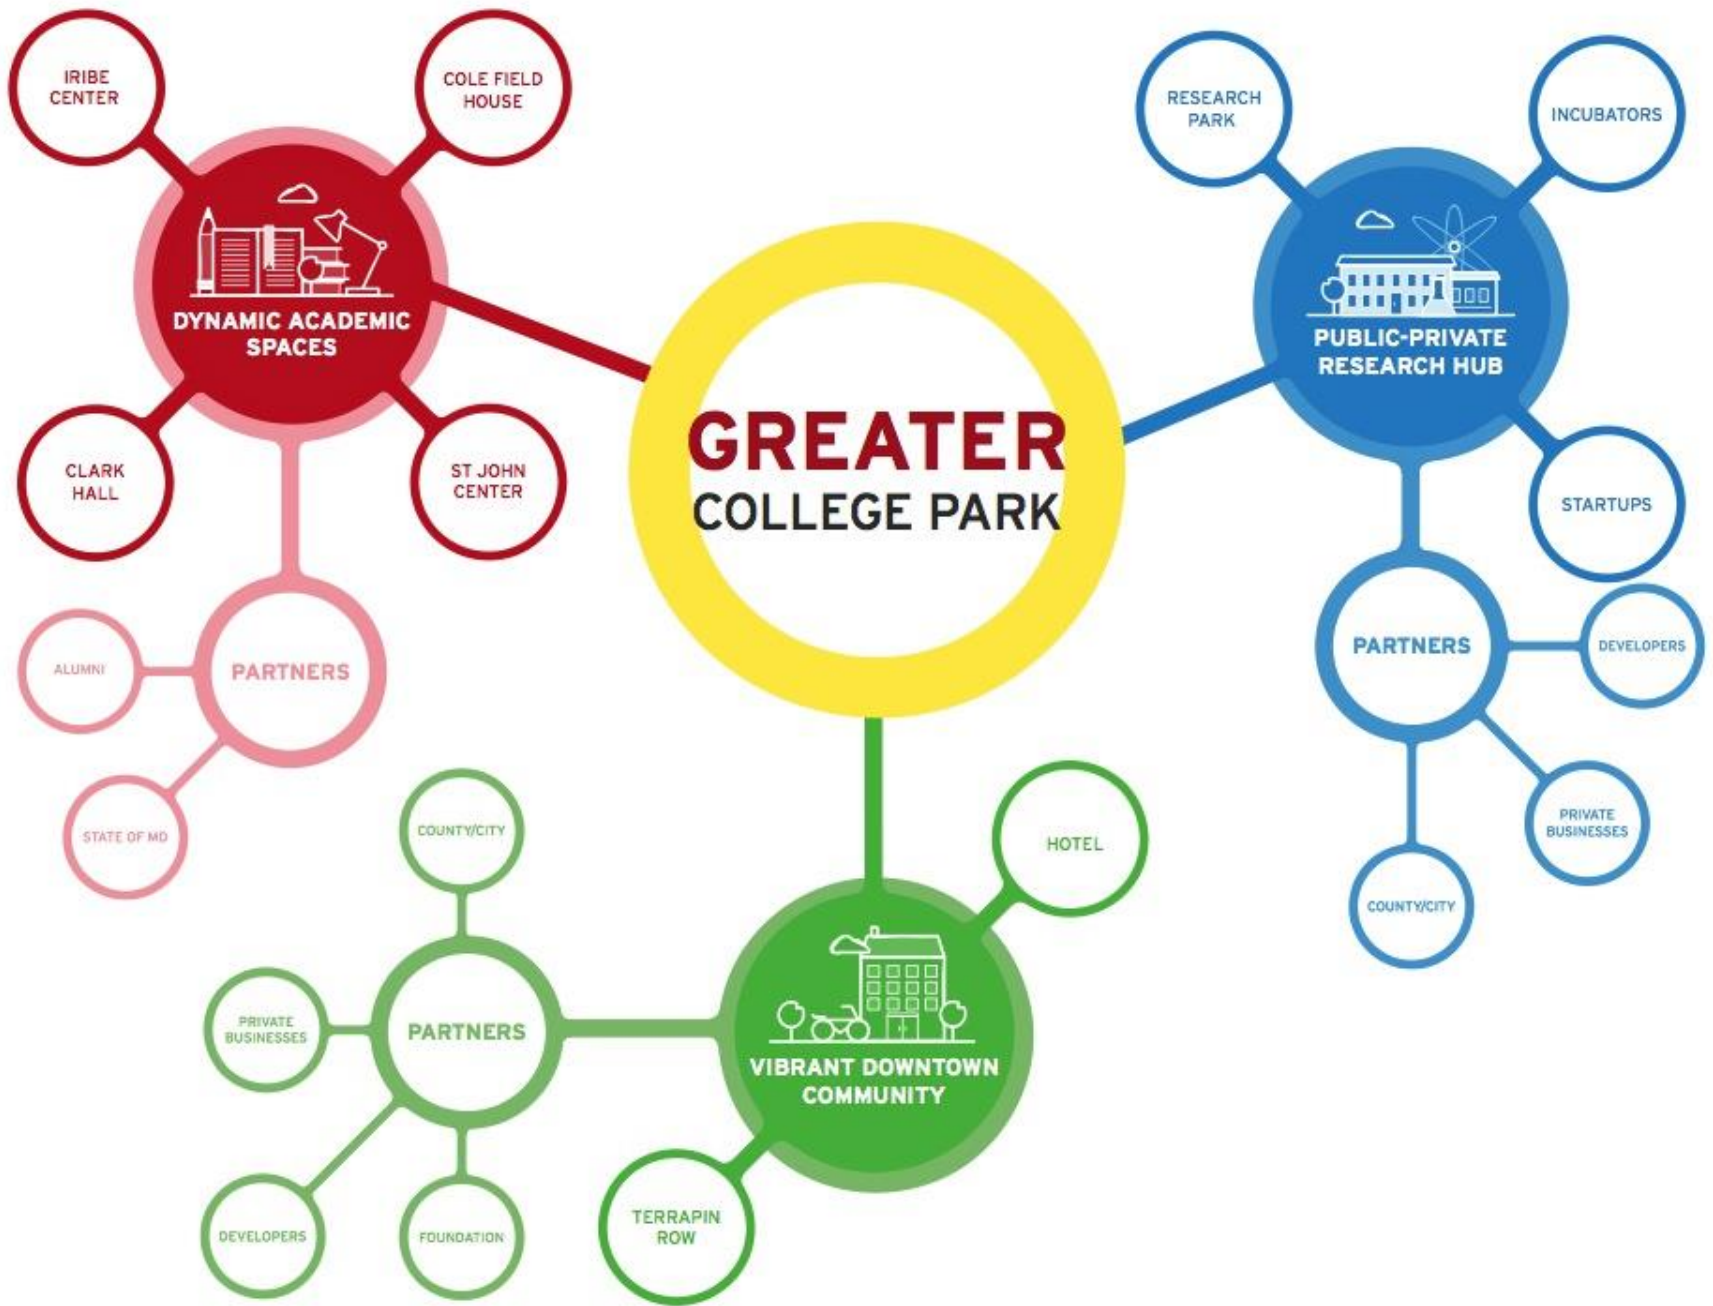 IRIBE
CENTER
COLE FIELD
HOUSE
DYNAMIC ACADEMIC
SPACES
CLARK
HALL
ST JOHN
CENTER
PARTNERS
ALUMNI
STATE OF MD
GREATER
COLLEGE PARK
RESEARCH
PARK
INCUBATORS
PUBLIC-PRIVATE
RESEARCH HUB
STARTUPS
PARTNERS
DEVELOPERS
PRIVATE
BUSINESSES
COUNTY/CITY
HOTEL
VIBRANT DOWNTOWN
COMMUNITY
TERRAPIN
ROW
PARTNERS
COUNTY/CITY
PRIVATE
BUSINESSES
DEVELOPERS
FOUNDATION